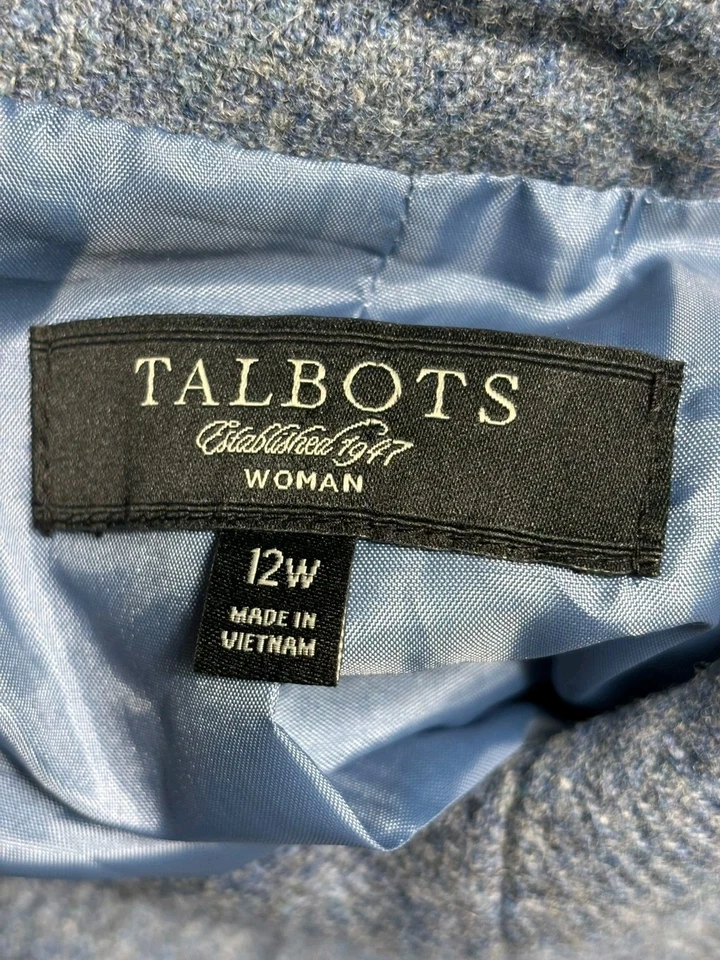 TALBOTS
Established 1947
WOMAN
12W
MADE IN
VIETNAM